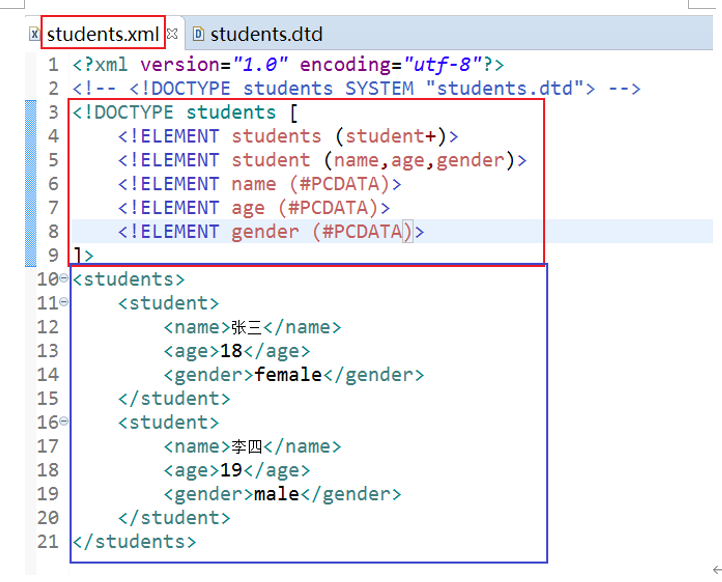 students.xml students.dtd
1 <?xml version="1.0" encoding="utf-8"?>
2 <!-- <!DOCTYPE students SYSTEM "students.dtd"> -->
3 <!DOCTYPE students [
4 <!ELEMENT students (student+)>
5 <!ELEMENT student (name,age,gender)>
6 <!ELEMENT name (#PCDATA)>
7 <!ELEMENT age (#PCDATA)>
8 <!ELEMENT gender (#PCDATA)>
9 ]>
10 <students>
11 <student>
12 <name>张三</name>
13 <age>18</age>
14 <gender>female</gender>
15 </student>
16 <student>
17 <name>李四</name>
18 <age>19</age>
19 <gender>male</gender>
20 </student>
21 </students>